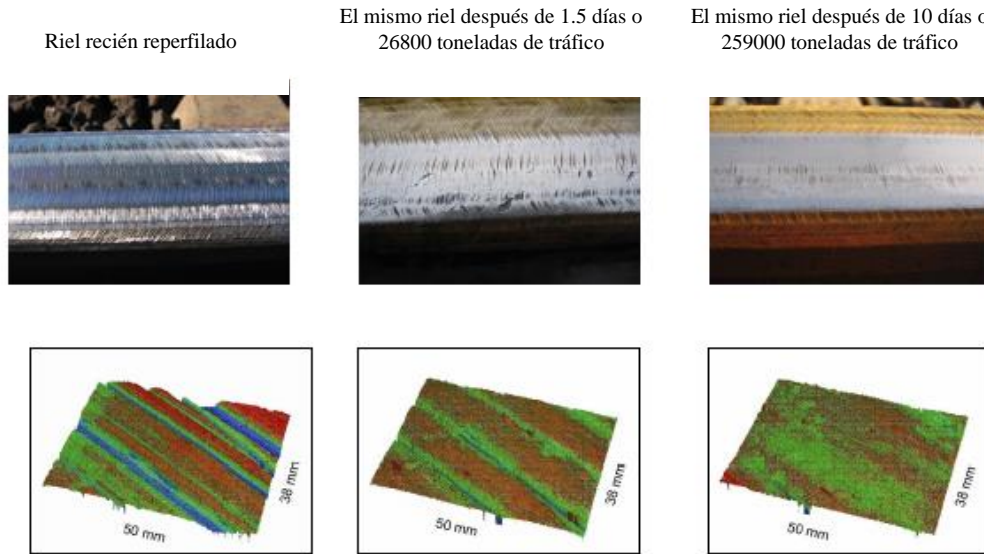 Riel recién reperfilado
El mismo riel después de 1.5 días o
26800 toneladas de tráfico
El mismo riel después de 10 días o
259000 toneladas de tráfico
50 mm
38 mm
50 mm
38 mm
50 mm
38 mm